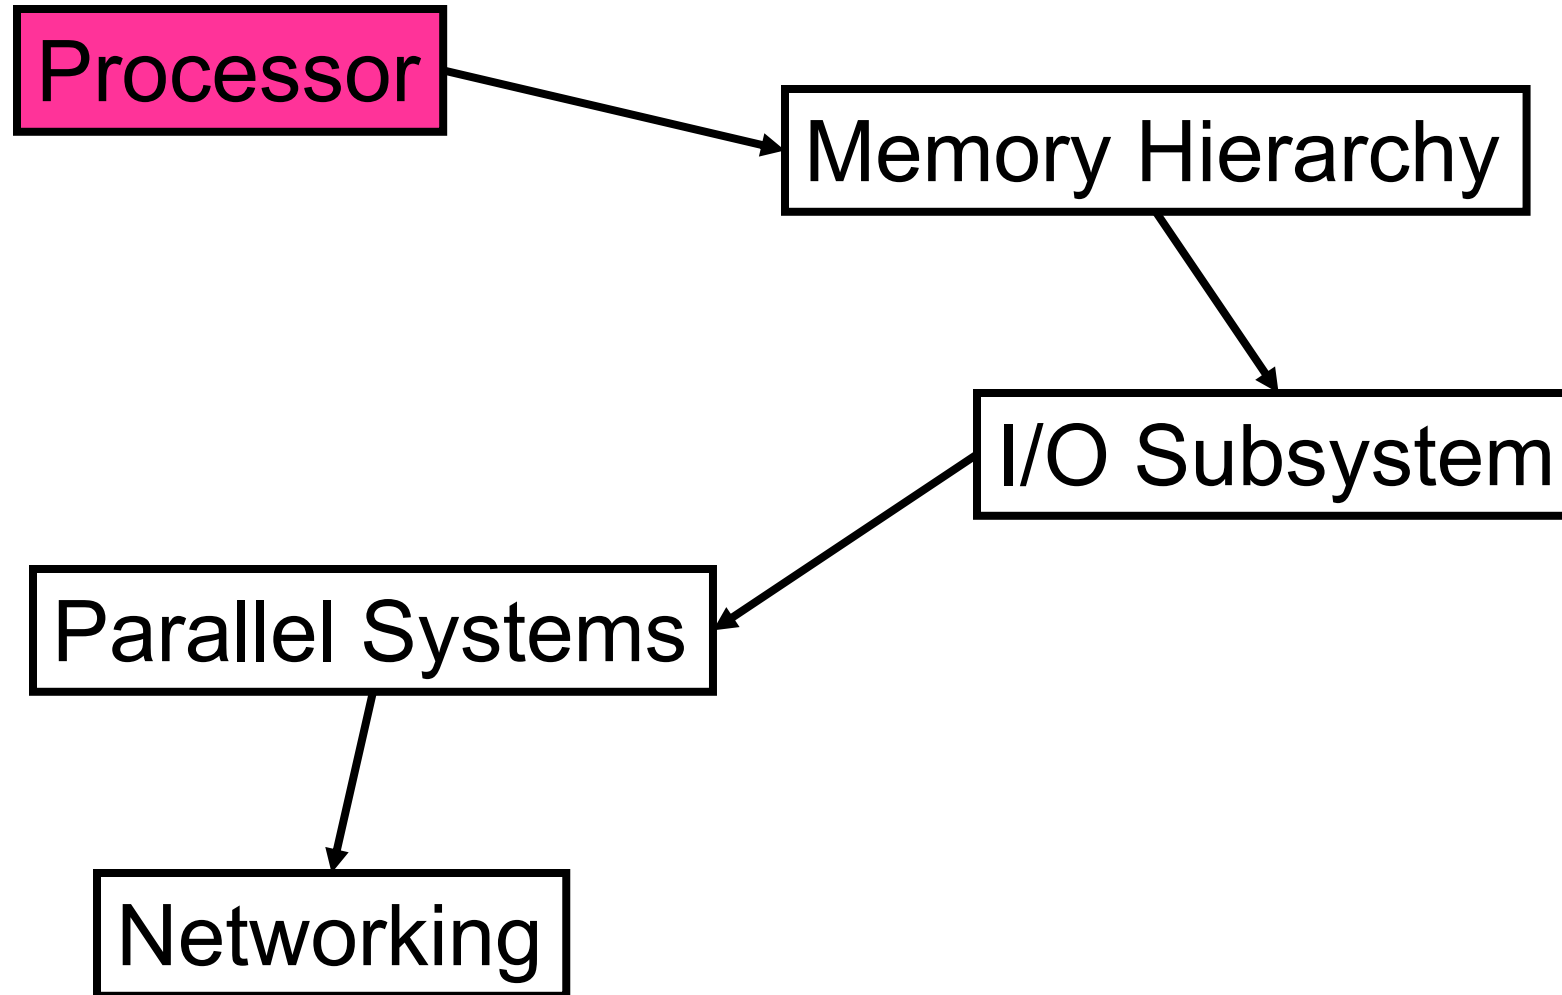 Processor
Memory Hierarchy
I/O Subsystem
Parallel Systems
Networking